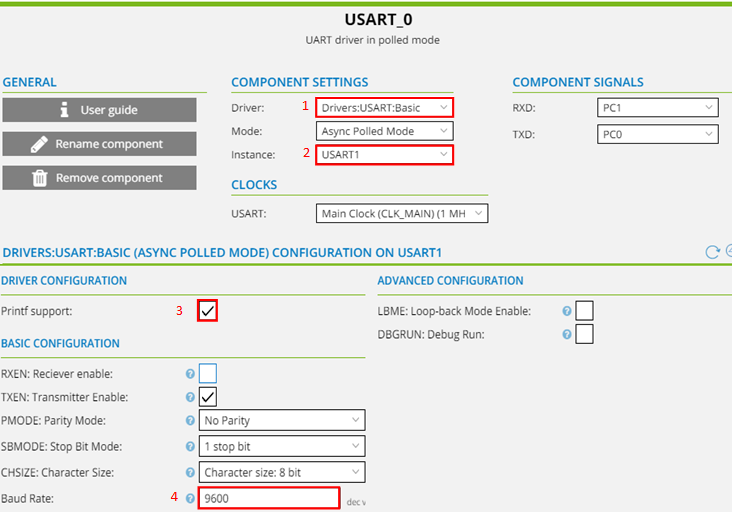 USART_0
UART driver in polled mode
GENERAL
User guide
Rename component
Remove component
COMPONENT SETTINGS
Driver: 1 Drivers:USART:Basic
Mode: Async Polled Mode
Instance: 2 USART1
CLOCKS
USART: Main Clock (CLK_MAIN) (1 MH
COMPONENT SIGNALS
RXD: PC1
TXD: PC0
DRIVERS:USART:BASIC (ASYNC POLLED MODE) CONFIGURATION ON USART1
DRIVER CONFIGURATION
Printf support: 3
BASIC CONFIGURATION
RXEN: Reciever enable: ?
TXEN: Transmitter Enable: ?
PMODE: Parity Mode: ? No Parity
SBMODE: Stop Bit Mode: ? 1 stop bit
CHSIZE: Character Size: ? Character size: 8 bit
Baud Rate: 4 ? 9600 dec v
ADVANCED CONFIGURATION
LBME: Loop-back Mode Enable: ?
DBGRUN: Debug Run: ?